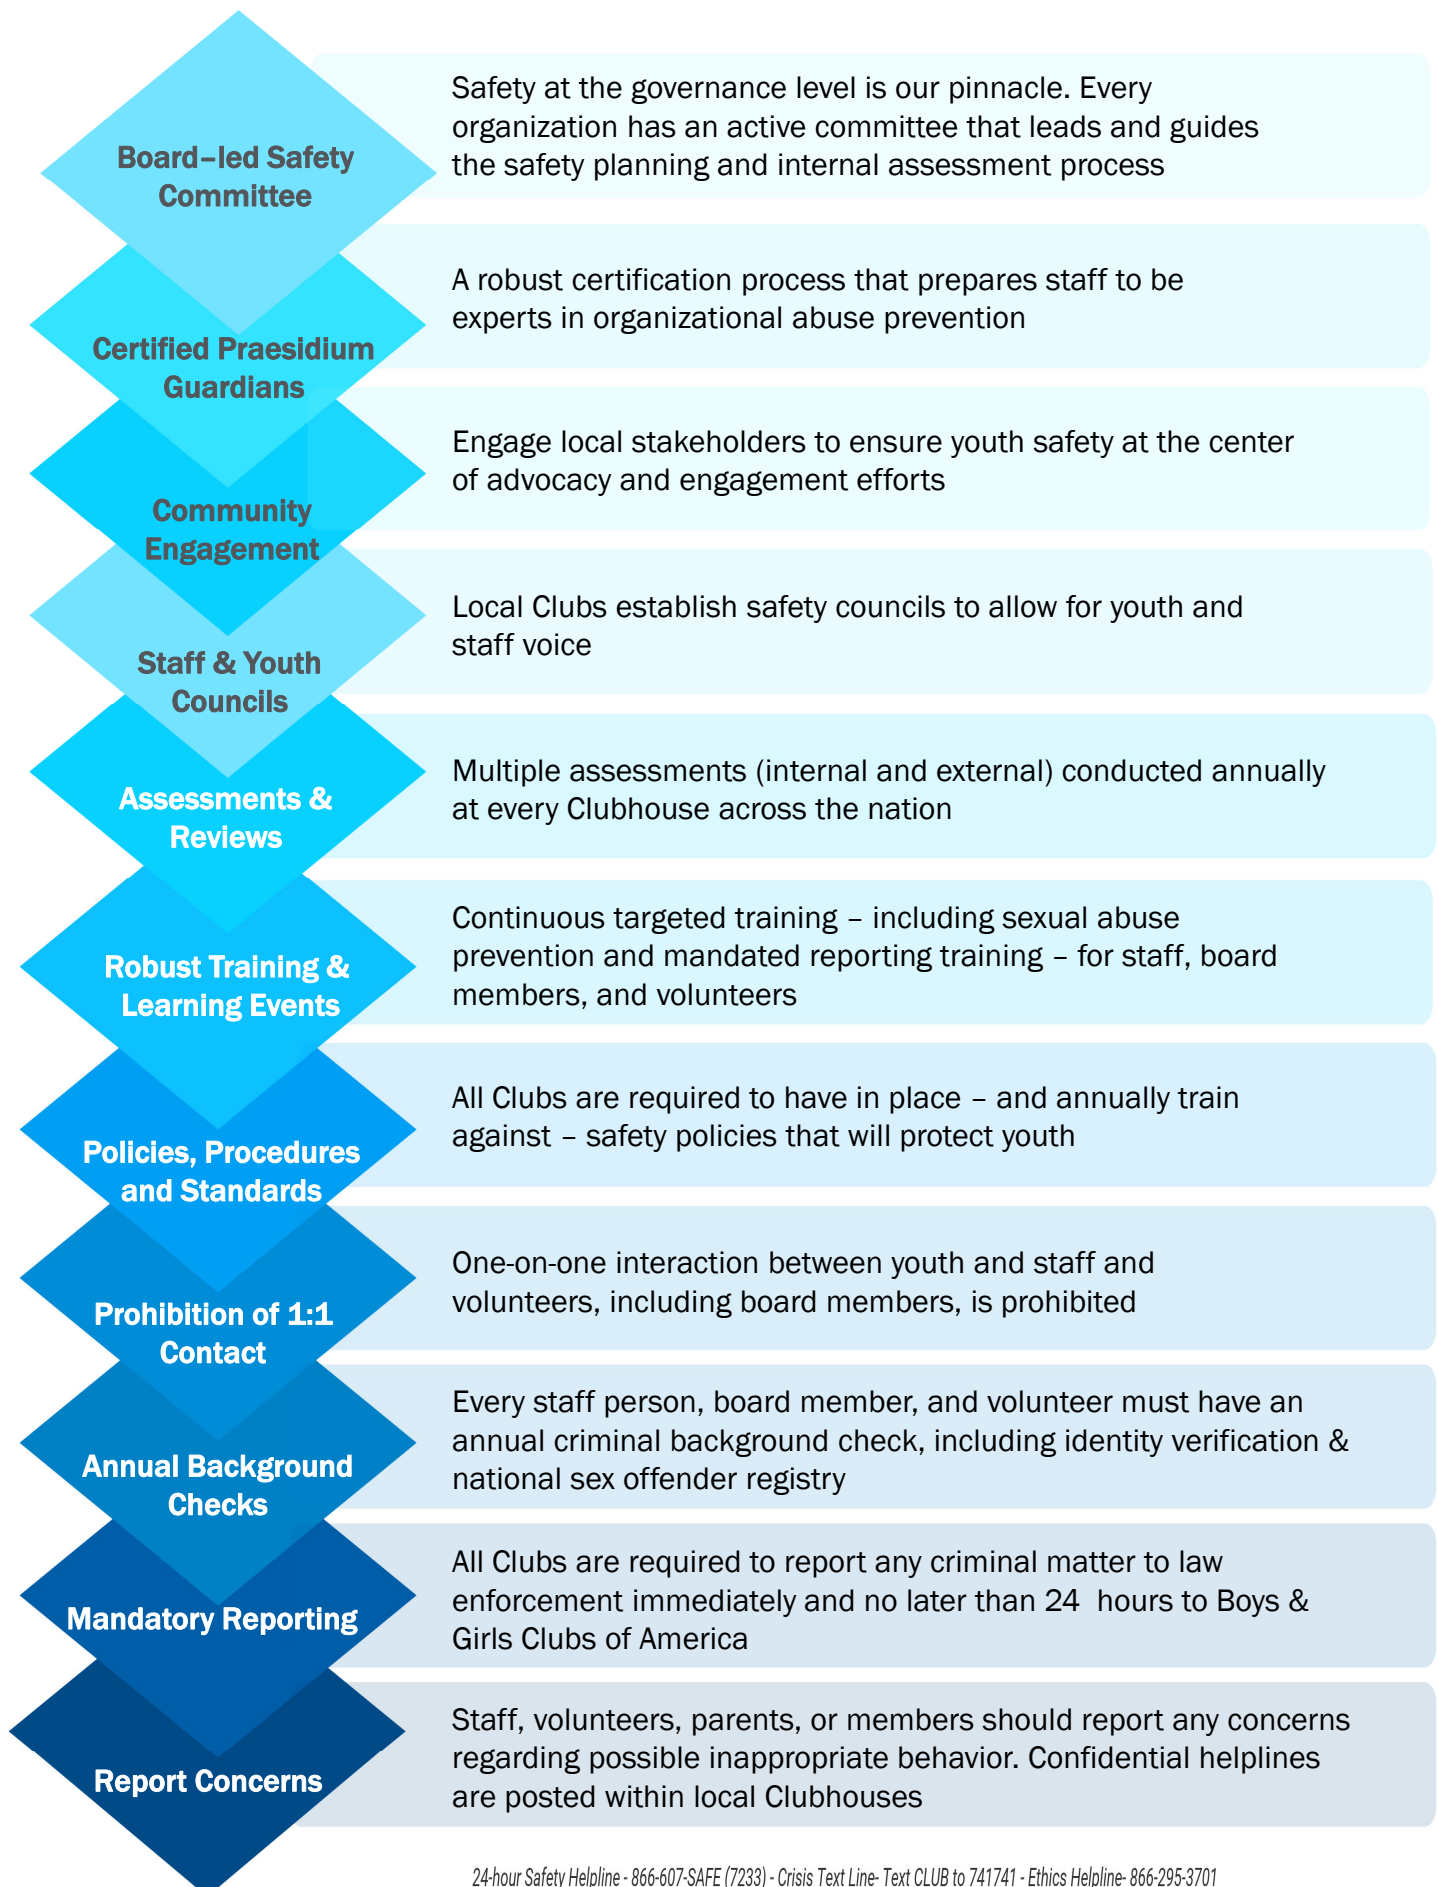 Board–led Safety
Committee
Safety at the governance level is our pinnacle. Every
organization has an active committee that leads and guides
the safety planning and internal assessment process
Certified Praesidium
Guardians
A robust certification process that prepares staff to be
experts in organizational abuse prevention
Community
Engagement
Engage local stakeholders to ensure youth safety at the center
of advocacy and engagement efforts
Staff & Youth
Councils
Local Clubs establish safety councils to allow for youth and
staff voice
Assessments &
Reviews
Multiple assessments (internal and external) conducted annually
at every Clubhouse across the nation
Robust Training &
Learning Events
Continuous targeted training – including sexual abuse
prevention and mandated reporting training – for staff, board
members, and volunteers
Policies, Procedures
and Standards
All Clubs are required to have in place – and annually train
against – safety policies that will protect youth
Prohibition of 1:1
Contact
One-on-one interaction between youth and staff and
volunteers, including board members, is prohibited
Annual Background
Checks
Every staff person, board member, and volunteer must have an
annual criminal background check, including identity verification &
national sex offender registry
Mandatory Reporting
All Clubs are required to report any criminal matter to law
enforcement immediately and no later than 24  hours to Boys &
Girls Clubs of America
Report Concerns
Staff, volunteers, parents, or members should report any concerns
regarding possible inappropriate behavior. Confidential helplines
are posted within local Clubhouses
24-hour Safety Helpline - 866-607-SAFE (7233) - Crisis Text Line- Text CLUB to 741741 - Ethics Helpline- 866-295-3701